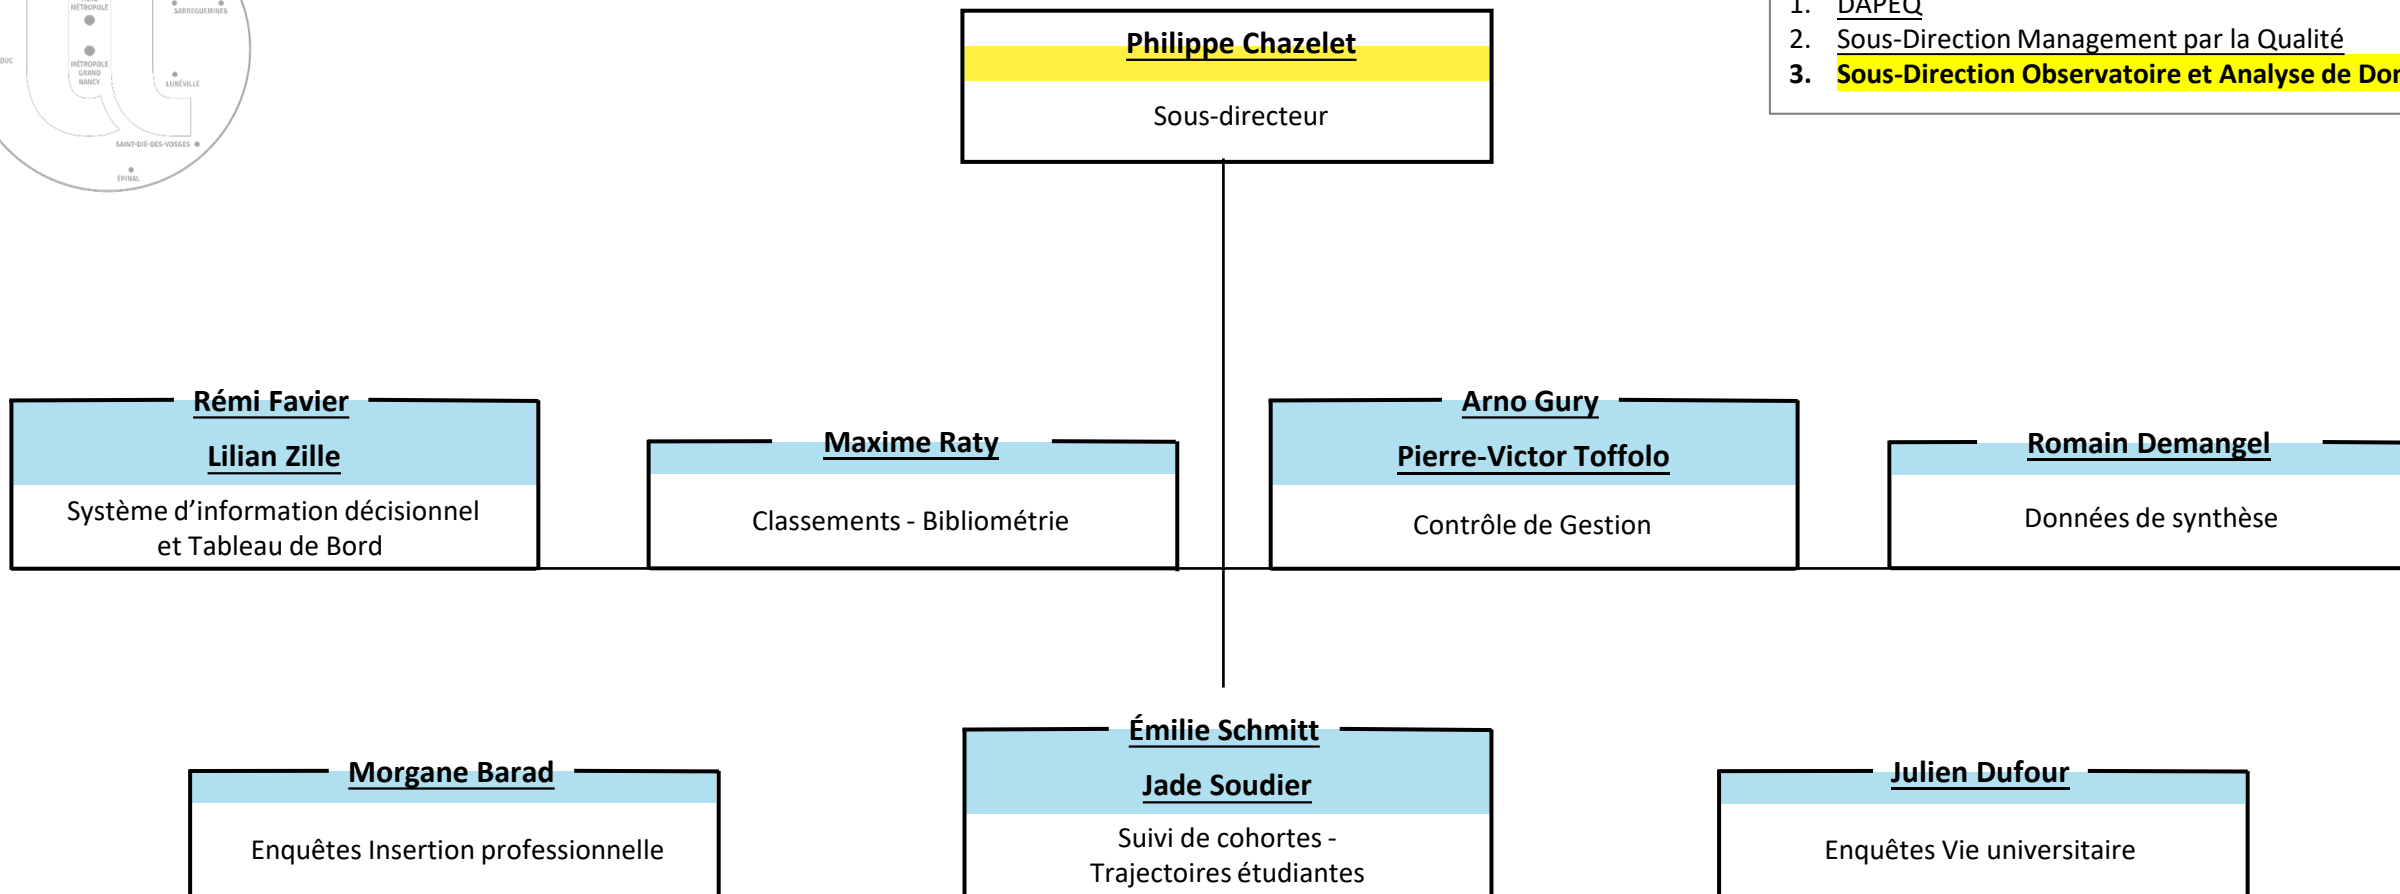 MÉTROPOLE
SARREGUEMINES
DUC
MÉTROPOLE
GRAND
NANCY
LUNÉVILLE
SAINT-DIÉ-DES-VOSGES
ÉPINAL
1. DAPEQ
2. Sous-Direction Management par la Qualité
3. Sous-Direction Observatoire et Analyse de
Philippe Chazelet
Sous-directeur
Rémi Favier
Lilian Zille
Système d’information décisionnel
et Tableau de Bord
Maxime Raty
Classements - Bibliométrie
Arno Gury
Pierre-Victor Toffolo
Contrôle de Gestion
Romain Demangel
Données de synthèse
Morgane Barad
Enquêtes Insertion professionnelle
Émilie Schmitt
Jade Soudier
Suivi de cohortes -
Trajectoires étudiantes
Julien Dufour
Enquêtes Vie universitaire